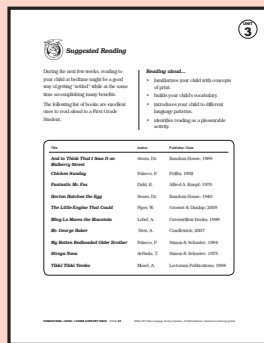 UNIT
3
Suggested Reading
During the next few weeks, reading to
your child at bedtime might be a good
way of getting "settled" while at the same
time accomplishing many benefits.
The following list of books are excellent
ones to read aloud to a First Grade
Student.
Reading aloud...
• familiarizes your child with concepts
of print.
• builds your child's vocabulary.
• introduces your child to different
language patterns.
• identifies reading as a pleasurable
activity.
Title Author Publisher/Date
And to Think That I Saw It on Seuss, Dr. Random House; 1989
Mulberry Street
Chicken Sunday Polacco, P. Puffin; 1992
Fantastic Mr. Fox Dahl, R. Alfred A. Knopf; 1970
Horton Hatches the Egg Seuss, Dr. Random House; 1940
The Little Engine That Could Piper, W. Grosset & Dunlap; 2009
Ming Lo Moves the Mountain Lobel, A. Greenwillow Books; 1990
Mr. George Baker Hest, A. Candlewick; 2007
My Rotten Redheaded Older Brother Polacco, P. Simon & Schuster; 1994
Strega Nona dePaola, T. Simon & Schuster; 1975
Tikki Tikki Tembo Mosel, A. Lectorum Publications; 1994